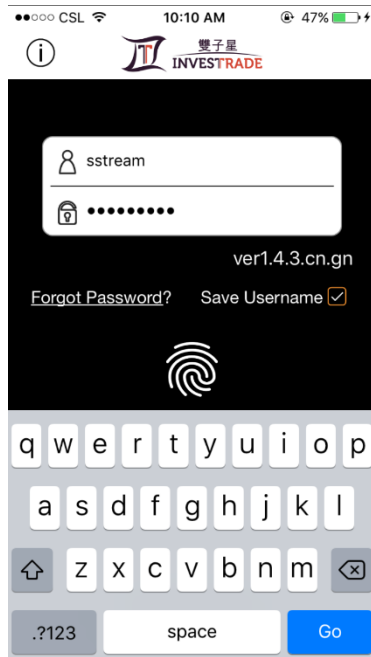 CSL 10:10 AM 47%
雙子星
INVESTRADE
sstream
•••••••••
ver1.4.3.cn.gn
Forgot Password? Save Username
q w e r t y u i o p
a s d f g h j k l
z x c v b n m
.?123 space Go